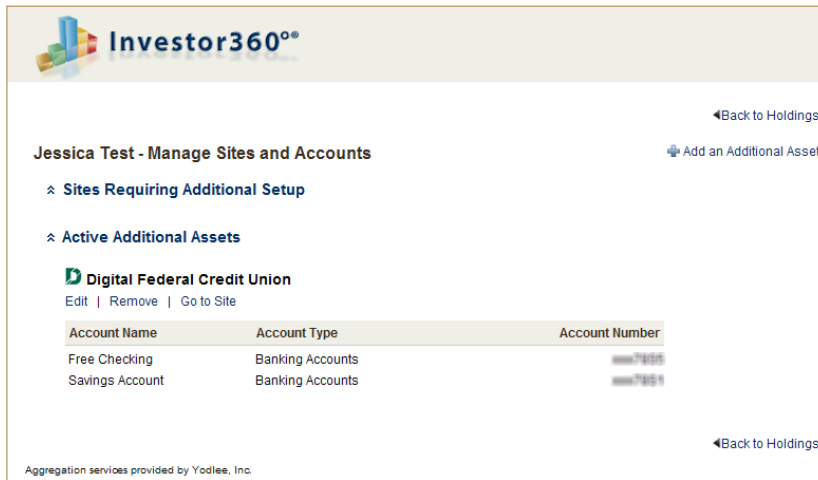 Investor360°®
Back to Holdings
Jessica Test - Manage Sites and Accounts
Add an Additional Asset
Sites Requiring Additional Setup
Active Additional Assets
Digital Federal Credit Union
Edit | Remove | Go to Site
Account Name Account Type Account Number
Free Checking Banking Accounts
Savings Account Banking Accounts
Back to Holdings
Aggregation services provided by Yodlee, Inc.